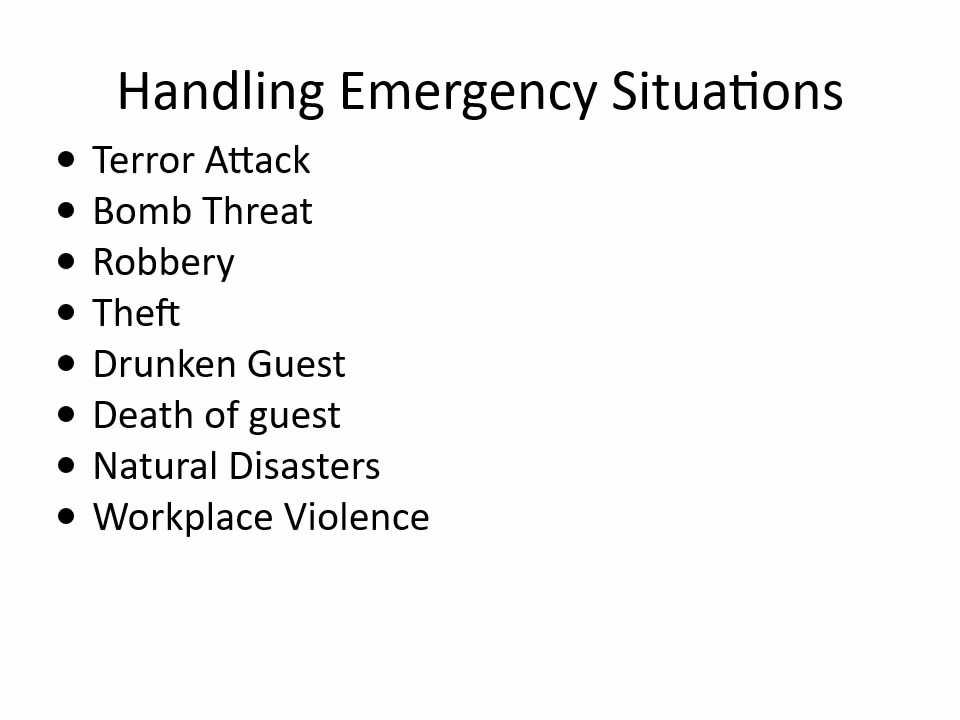 Handling Emergency Situations
• Terror Attack
• Bomb Threat
• Robbery
• Theft
• Drunken Guest
• Death of guest
• Natural Disasters
• Workplace Violence